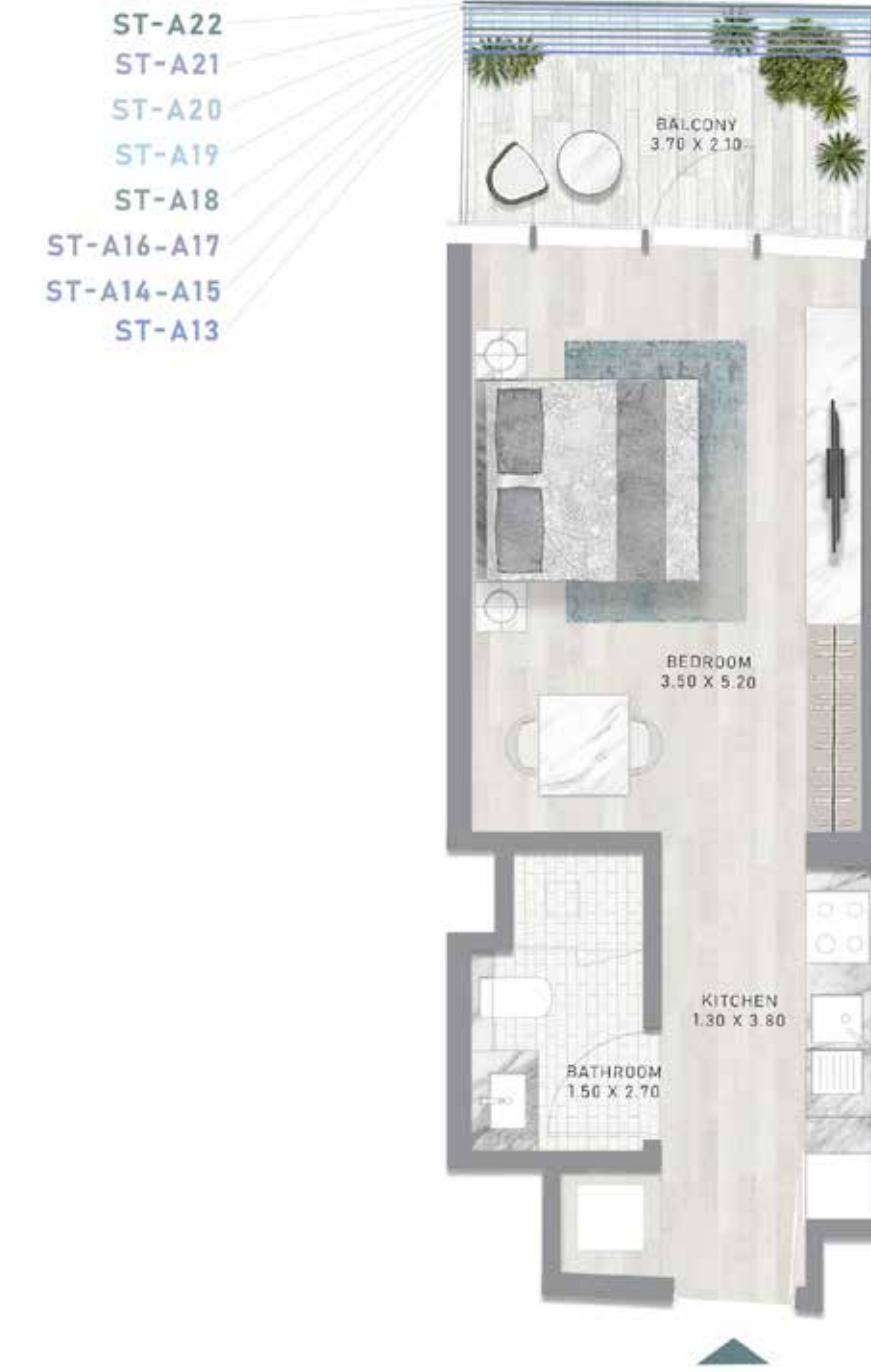 ST-A22
ST-A21
ST-A20
ST-A19
ST-A18
ST-A16-A17
ST-A14-A15
ST-A13
BALCONY
3.70 X 2.10
BEDROOM
3.50 X 5.20
KITCHEN
1.30 X 3.80
BATHROOM
1.50 X 2.70